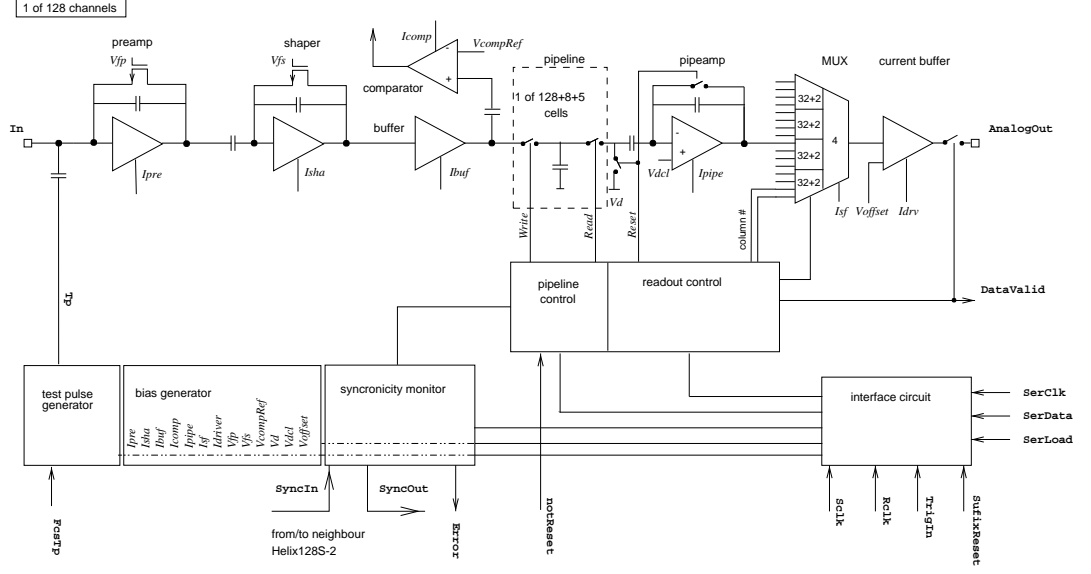 1 of 128 channels
preamp
Vfp
shaper
Vfs
Icomp
VcompRef
-
+
comparator
pipeline
1 of 128+8+5
cells
pipeamp
MUX
current buffer
In
Ipre
Isha
buffer
Ibuf
Vdcl
-
+
Ipipe
Vd
32+2
32+2
32+2
32+2
4
Isf
Voffset
Idrv
AnalogOut
Write
Read
Reset
column #
Tp
pipeline
control
readout control
DataValid
test pulse
generator
bias generator
Ipre
Isha
Ibuf
Icomp
Ipipe
Isf
Idriver
Vfp
Vfs
VcompRef
Vd
Vdcl
Voffset
syncronicity monitor
interface circuit
SerClk
SerData
SerLoad
FcsTp
SyncIn
SyncOut
from/to neighbour
Helix128S-2
Error
notReset
Sclk
Rclk
TrigIn
SufixReset